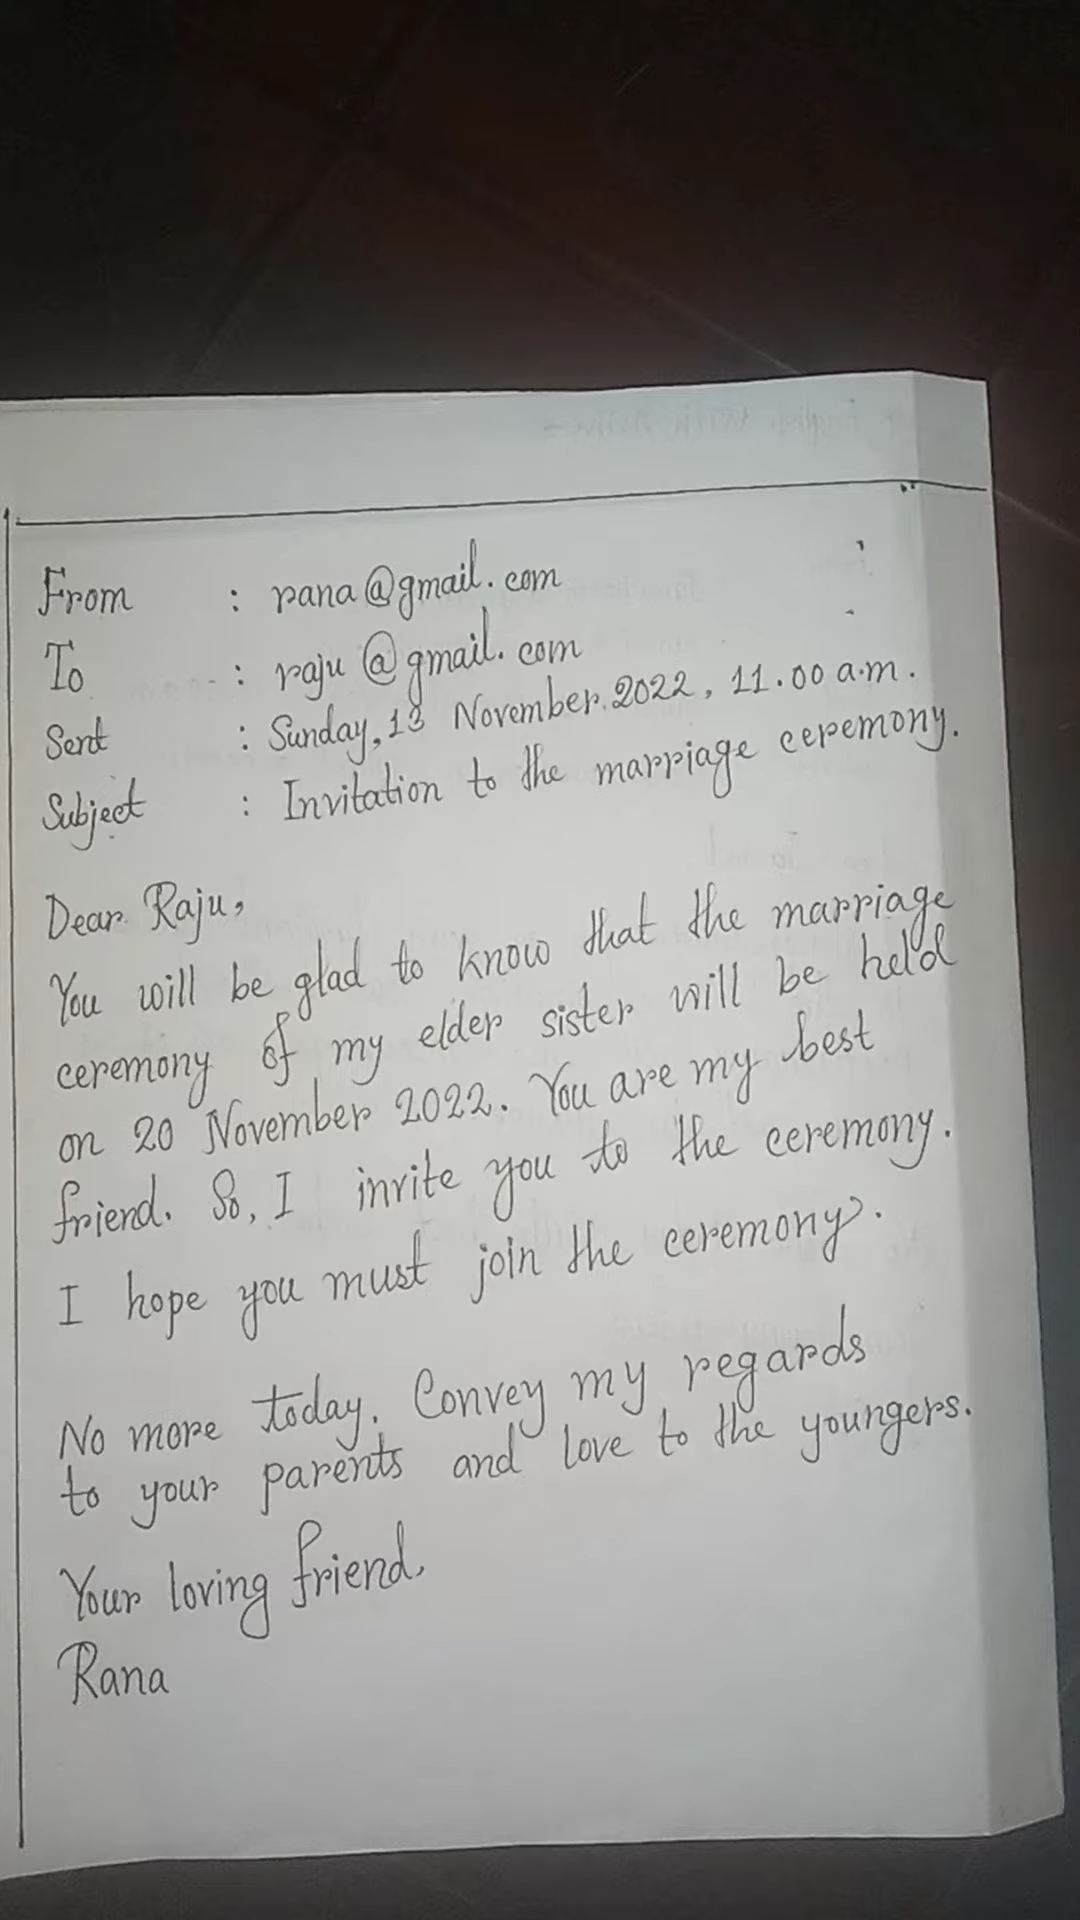 From : rana@gmail.com
To : raju@gmail.com
Sent : Sunday, 13 November 2022, 11.00 a.m.
Subject : Invitation to the marriage ceremony.
Dear Raju,
You will be glad to know that the marriage
ceremony of my elder sister will be held
on 20 November 2022. You are my best
friend. So, I invite you to the ceremony.
I hope you must join the ceremony.
No more today. Convey my regards
to your parents and love to the youngers.
Your loving friend,
Rana